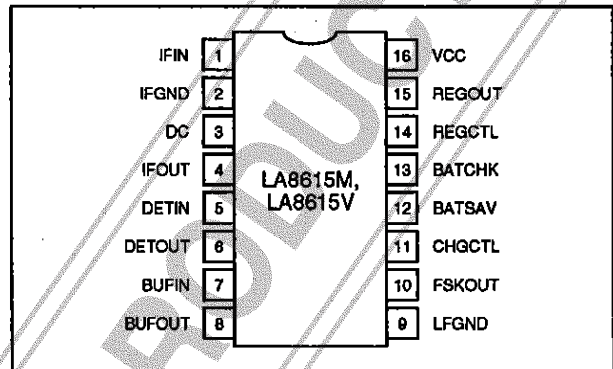 IFIN 1
IFGND 2
DC 3
IFOUT 4
DETIN 5
DETOUT 6
BUFIN 7
BUFOUT 8
LA8615M,
LA8615V
16 VCC
15 REGOUT
14 REGCTL
13 BATCHK
12 BATSAV
11 CHGCTL
10 FSKOUT
9 LFGND
RODUC